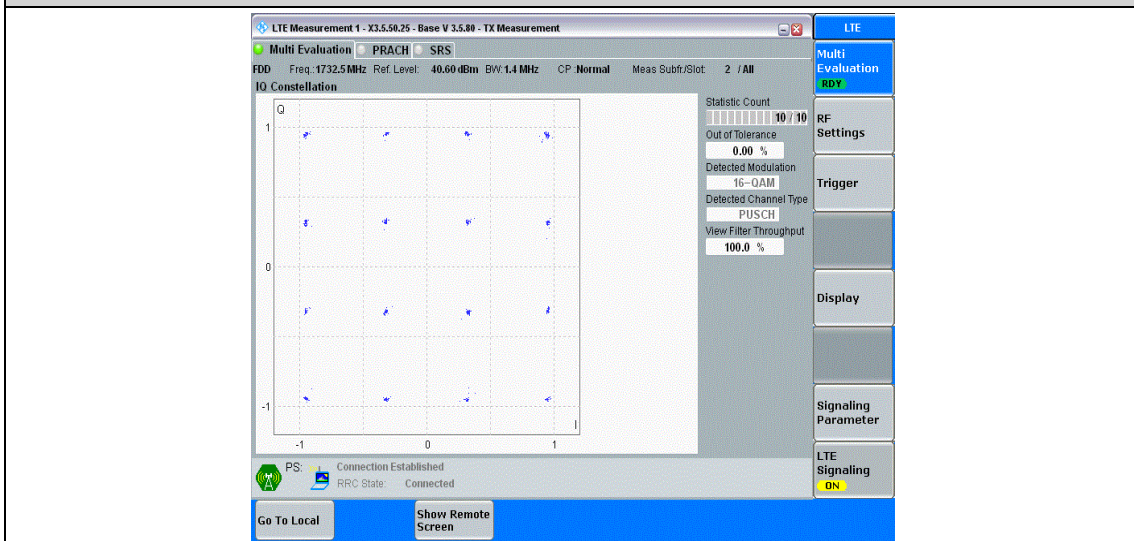 LTE Measurement 1 - X3.5.50.25 - Base V 3.5.80 - TX Measurement
LTE
Multi Evaluation PRACH SRS
Multi
Evaluation
RDY
FDD Freq.:1732.5 MHz Ref. Level: 40.60 dBm BW:1.4 MHz CP :Normal Meas Subfr./Slot: 2 / All
IQ Constellation
Q
1
0
-1
I
-1 0 1
Statistic Count
10 / 10
Out of Tolerance
0.00 %
Detected Modulation
16-QAM
Detected Channel Type
PUSCH
View Filter Throughput
100.0 %
RF
Settings
Trigger
Display
Signaling
Parameter
LTE
Signaling
ON
PS: Connection Established
RRC State: Connected
Go To Local
Show Remote
Screen